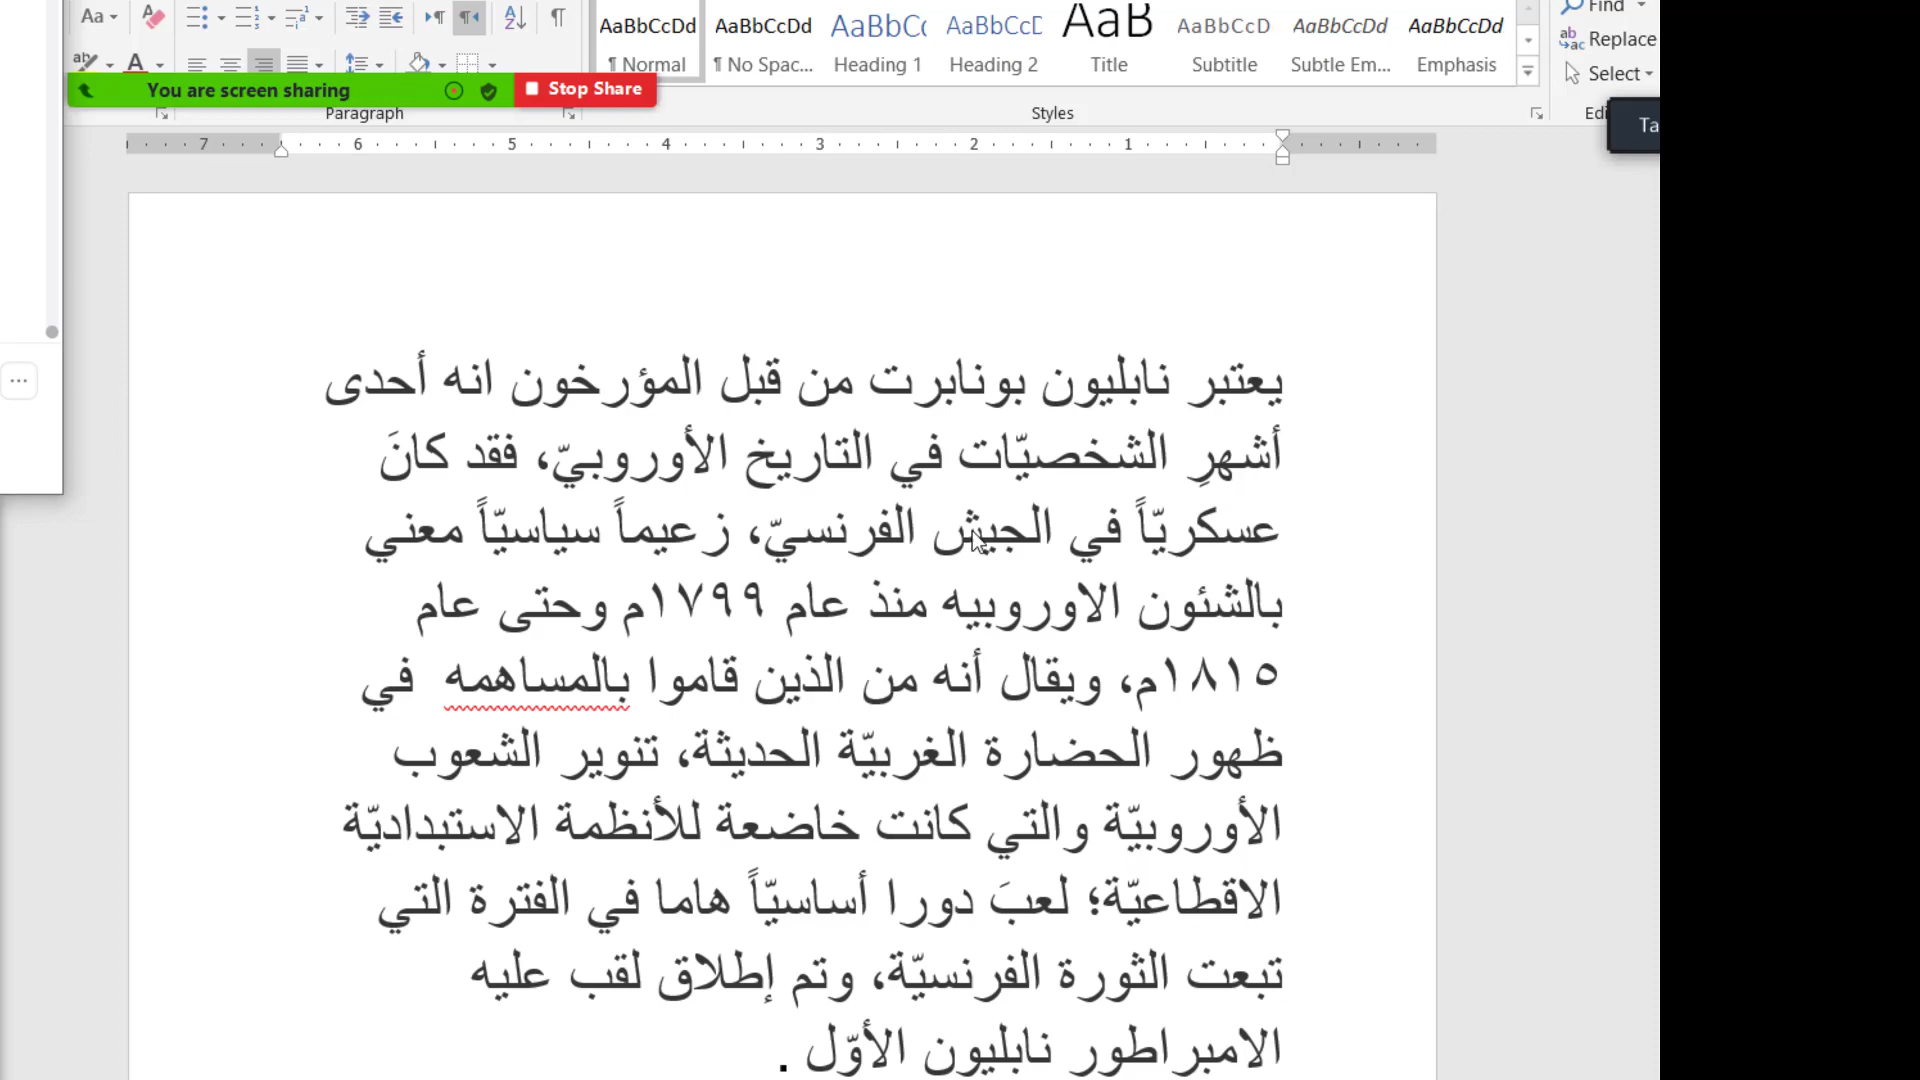 Aa
AaBbCcDd AaBbCcDd AaBbCc AaBbCcD AaB AaBbCcD AaBbCcDd AaBbCcDd
¶ Normal ¶ No Spac... Heading 1 Heading 2 Title Subtitle Subtle Em... Emphasis
Find
Replace
Select
You are screen sharing Stop Share
Paragraph Styles
7 6 5 4 3 2 1
يعتبر نابليون بونابرت من قبل المؤرخون انه أحدى
أشهرِ الشخصيّات في التاريخ الأوروبيّ، فقد كانَ
عسكريّاً في الجيش الفرنسيّ، زعيماً سياسيّاً معني
بالشئون الاوروبيه منذ عام ١٧٩٩م وحتى عام
١٨١٥م، ويقال أنه من الذين قاموا بالمساهمه في
ظهور الحضارة الغربيّة الحديثة، تنوير الشعوب
الأوروبيّة والتي كانت خاضعة للأنظمة الاستبداديّة
الاقطاعيّة؛ لعبَ دورا أساسيّاً هاما في الفترة التي
تبعت الثورة الفرنسيّة، وتم إطلاق لقب عليه
الامبراطور نابليون الأوّل .